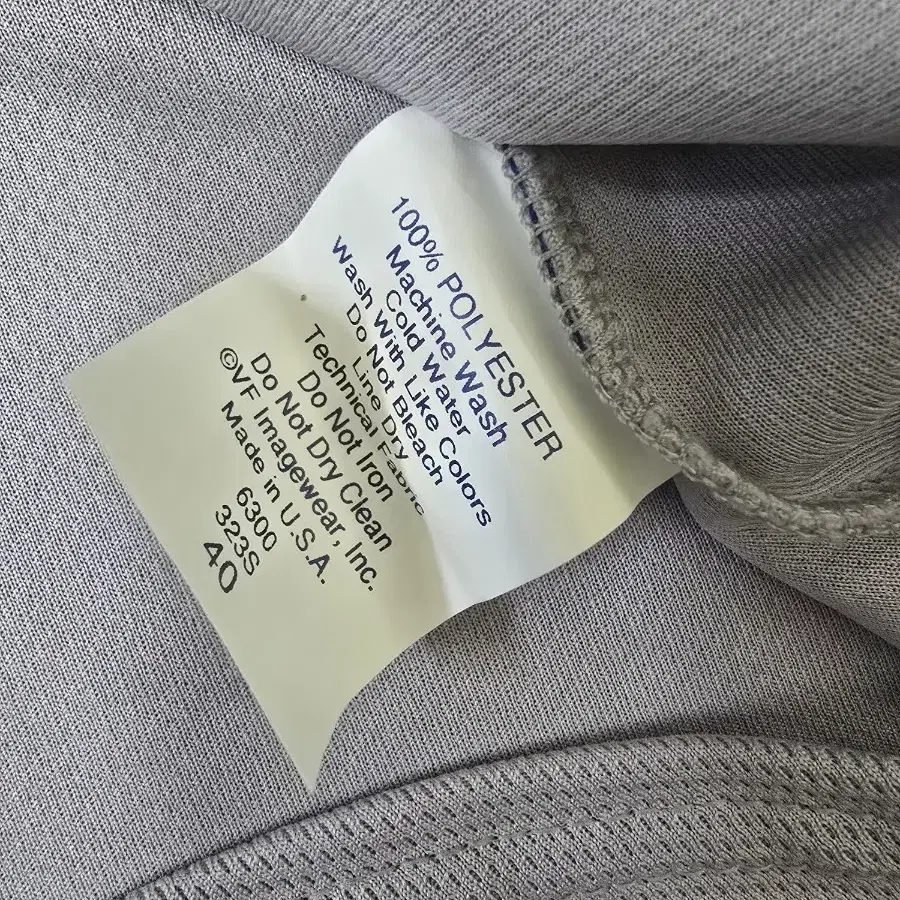 100% POLYESTER
Machine Wash
Cold Water
Wash With Like Colors
Do Not Bleach
Line Dry
Technical Fabric
Do Not Iron
Do Not Dry Clean
©VF Imagewear, Inc.
Made in U.S.A.
6300
323S
40